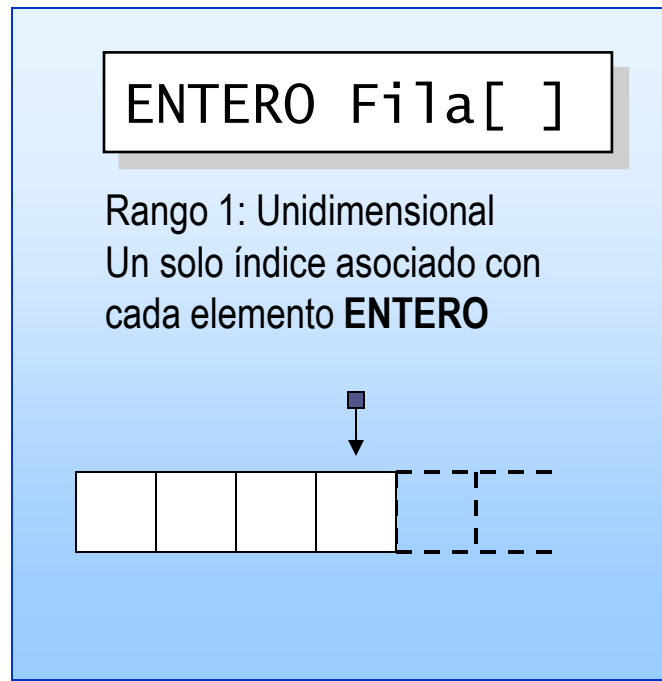 ENTERO Fila[ ]
Rango 1: Unidimensional
Un solo índice asociado con
cada elemento ENTERO